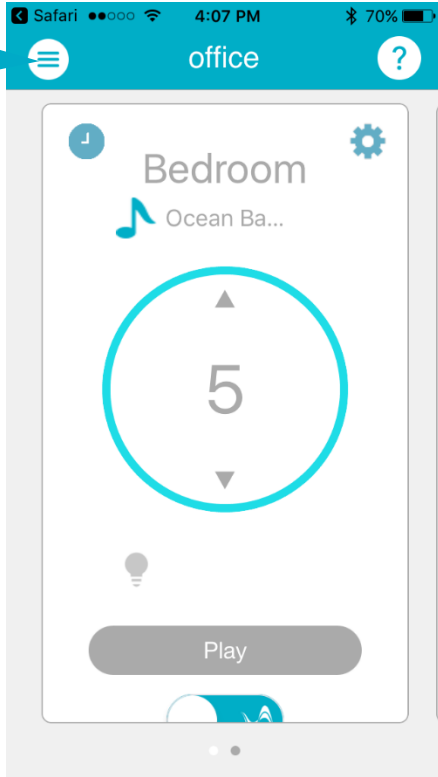 Safari 4:07 PM 70%
office
?
Bedroom
Ocean Ba...
5
Play